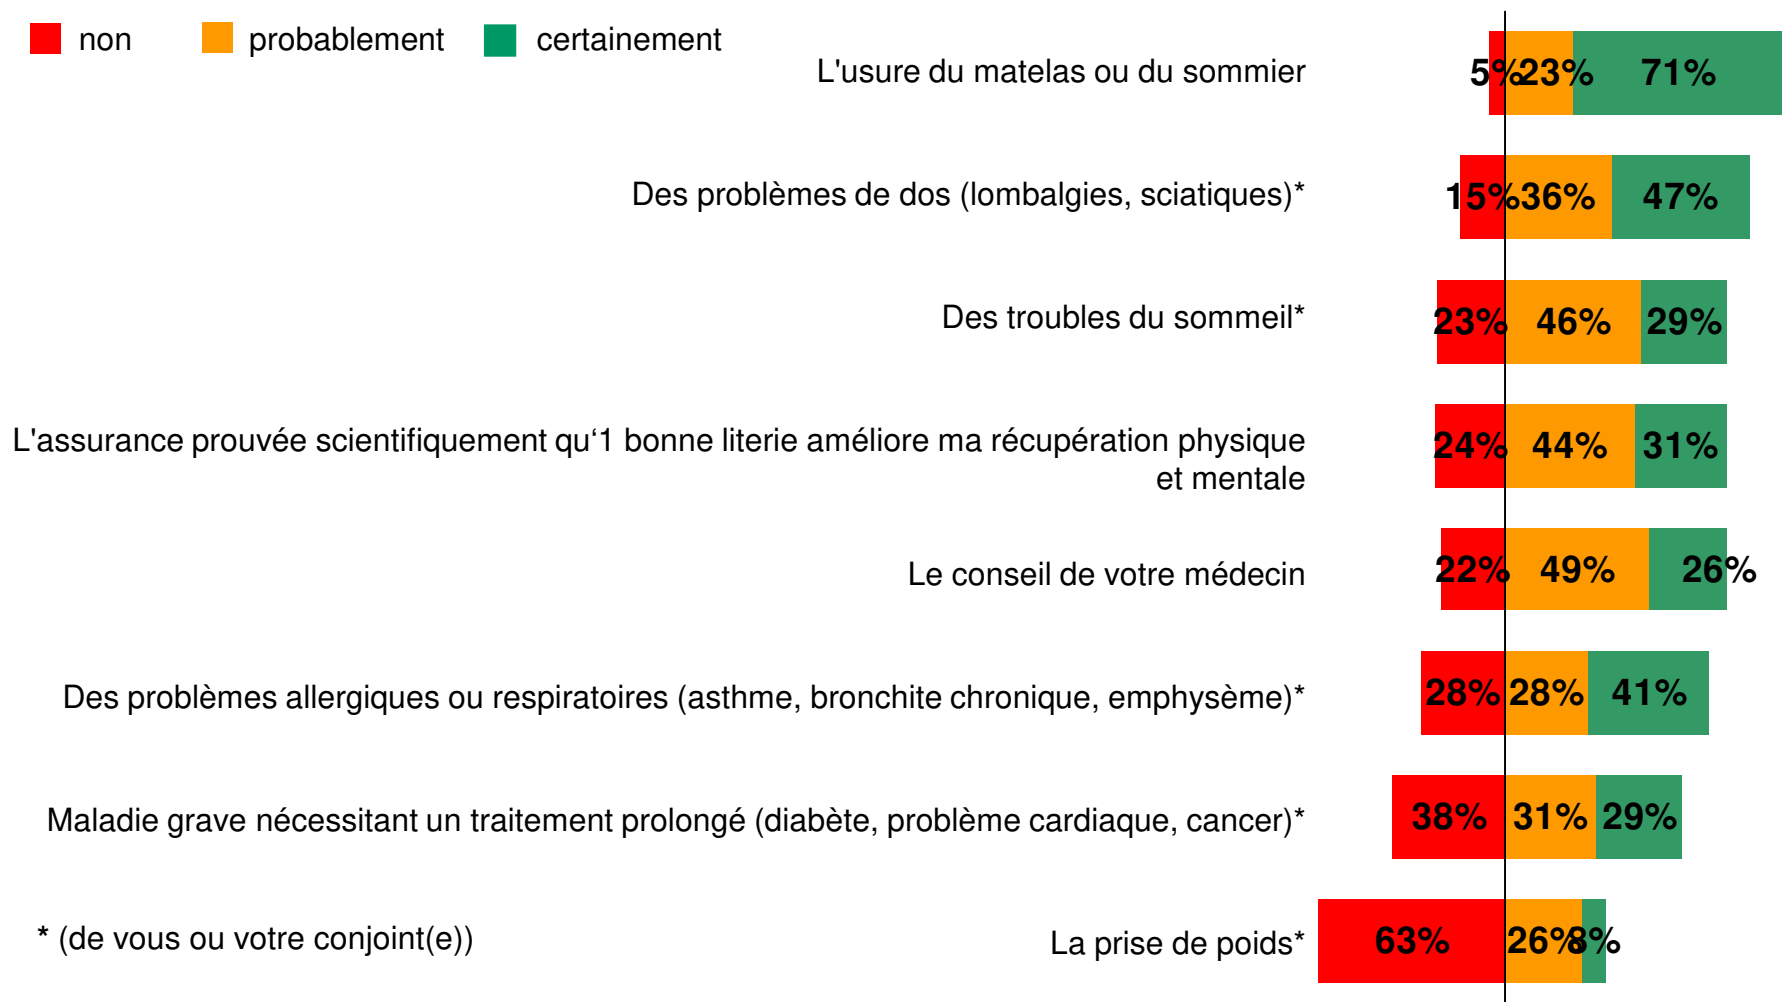 non probablement certainement
L'usure du matelas ou du sommier 5% 23% 71%
Des problèmes de dos (lombalgies, sciatiques)* 15% 36% 47%
Des troubles du sommeil* 23% 46% 29%
L'assurance prouvée scientifiquement qu‘1 bonne literie améliore ma récupération physique
et mentale 24% 44% 31%
Le conseil de votre médecin 22% 49% 26%
Des problèmes allergiques ou respiratoires (asthme, bronchite chronique, emphysème)* 28% 28% 41%
Maladie grave nécessitant un traitement prolongé (diabète, problème cardiaque, cancer)* 38% 31% 29%
La prise de poids* 63% 26% 8%
* (de vous ou votre conjoint(e))